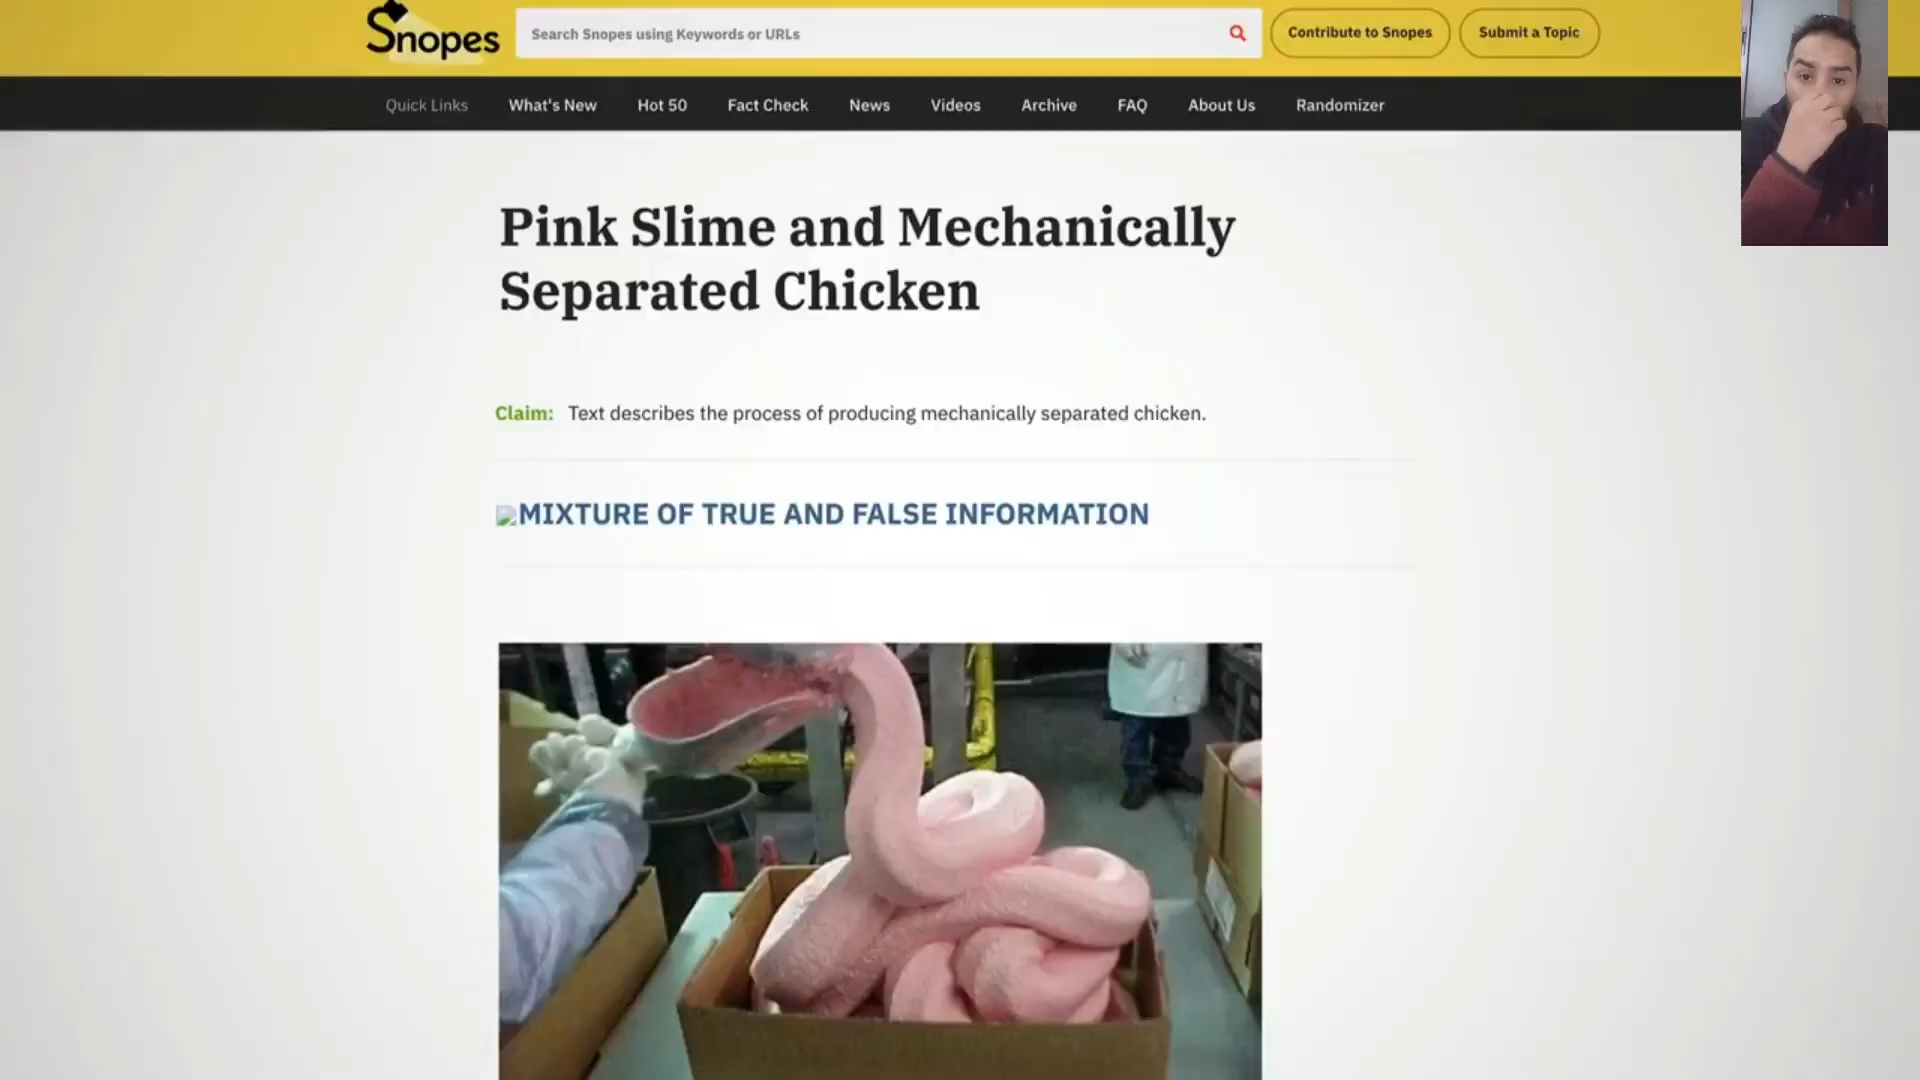 Snopes
Search Snopes using Keywords or URLs
Contribute to Snopes
Submit a Topic
Quick Links
What's New
Hot 50
Fact Check
News
Videos
Archive
FAQ
About Us
Randomizer
Pink Slime and Mechanically
Separated Chicken
Claim: Text describes the process of producing mechanically separated chicken.
MIXTURE OF TRUE AND FALSE INFORMATION